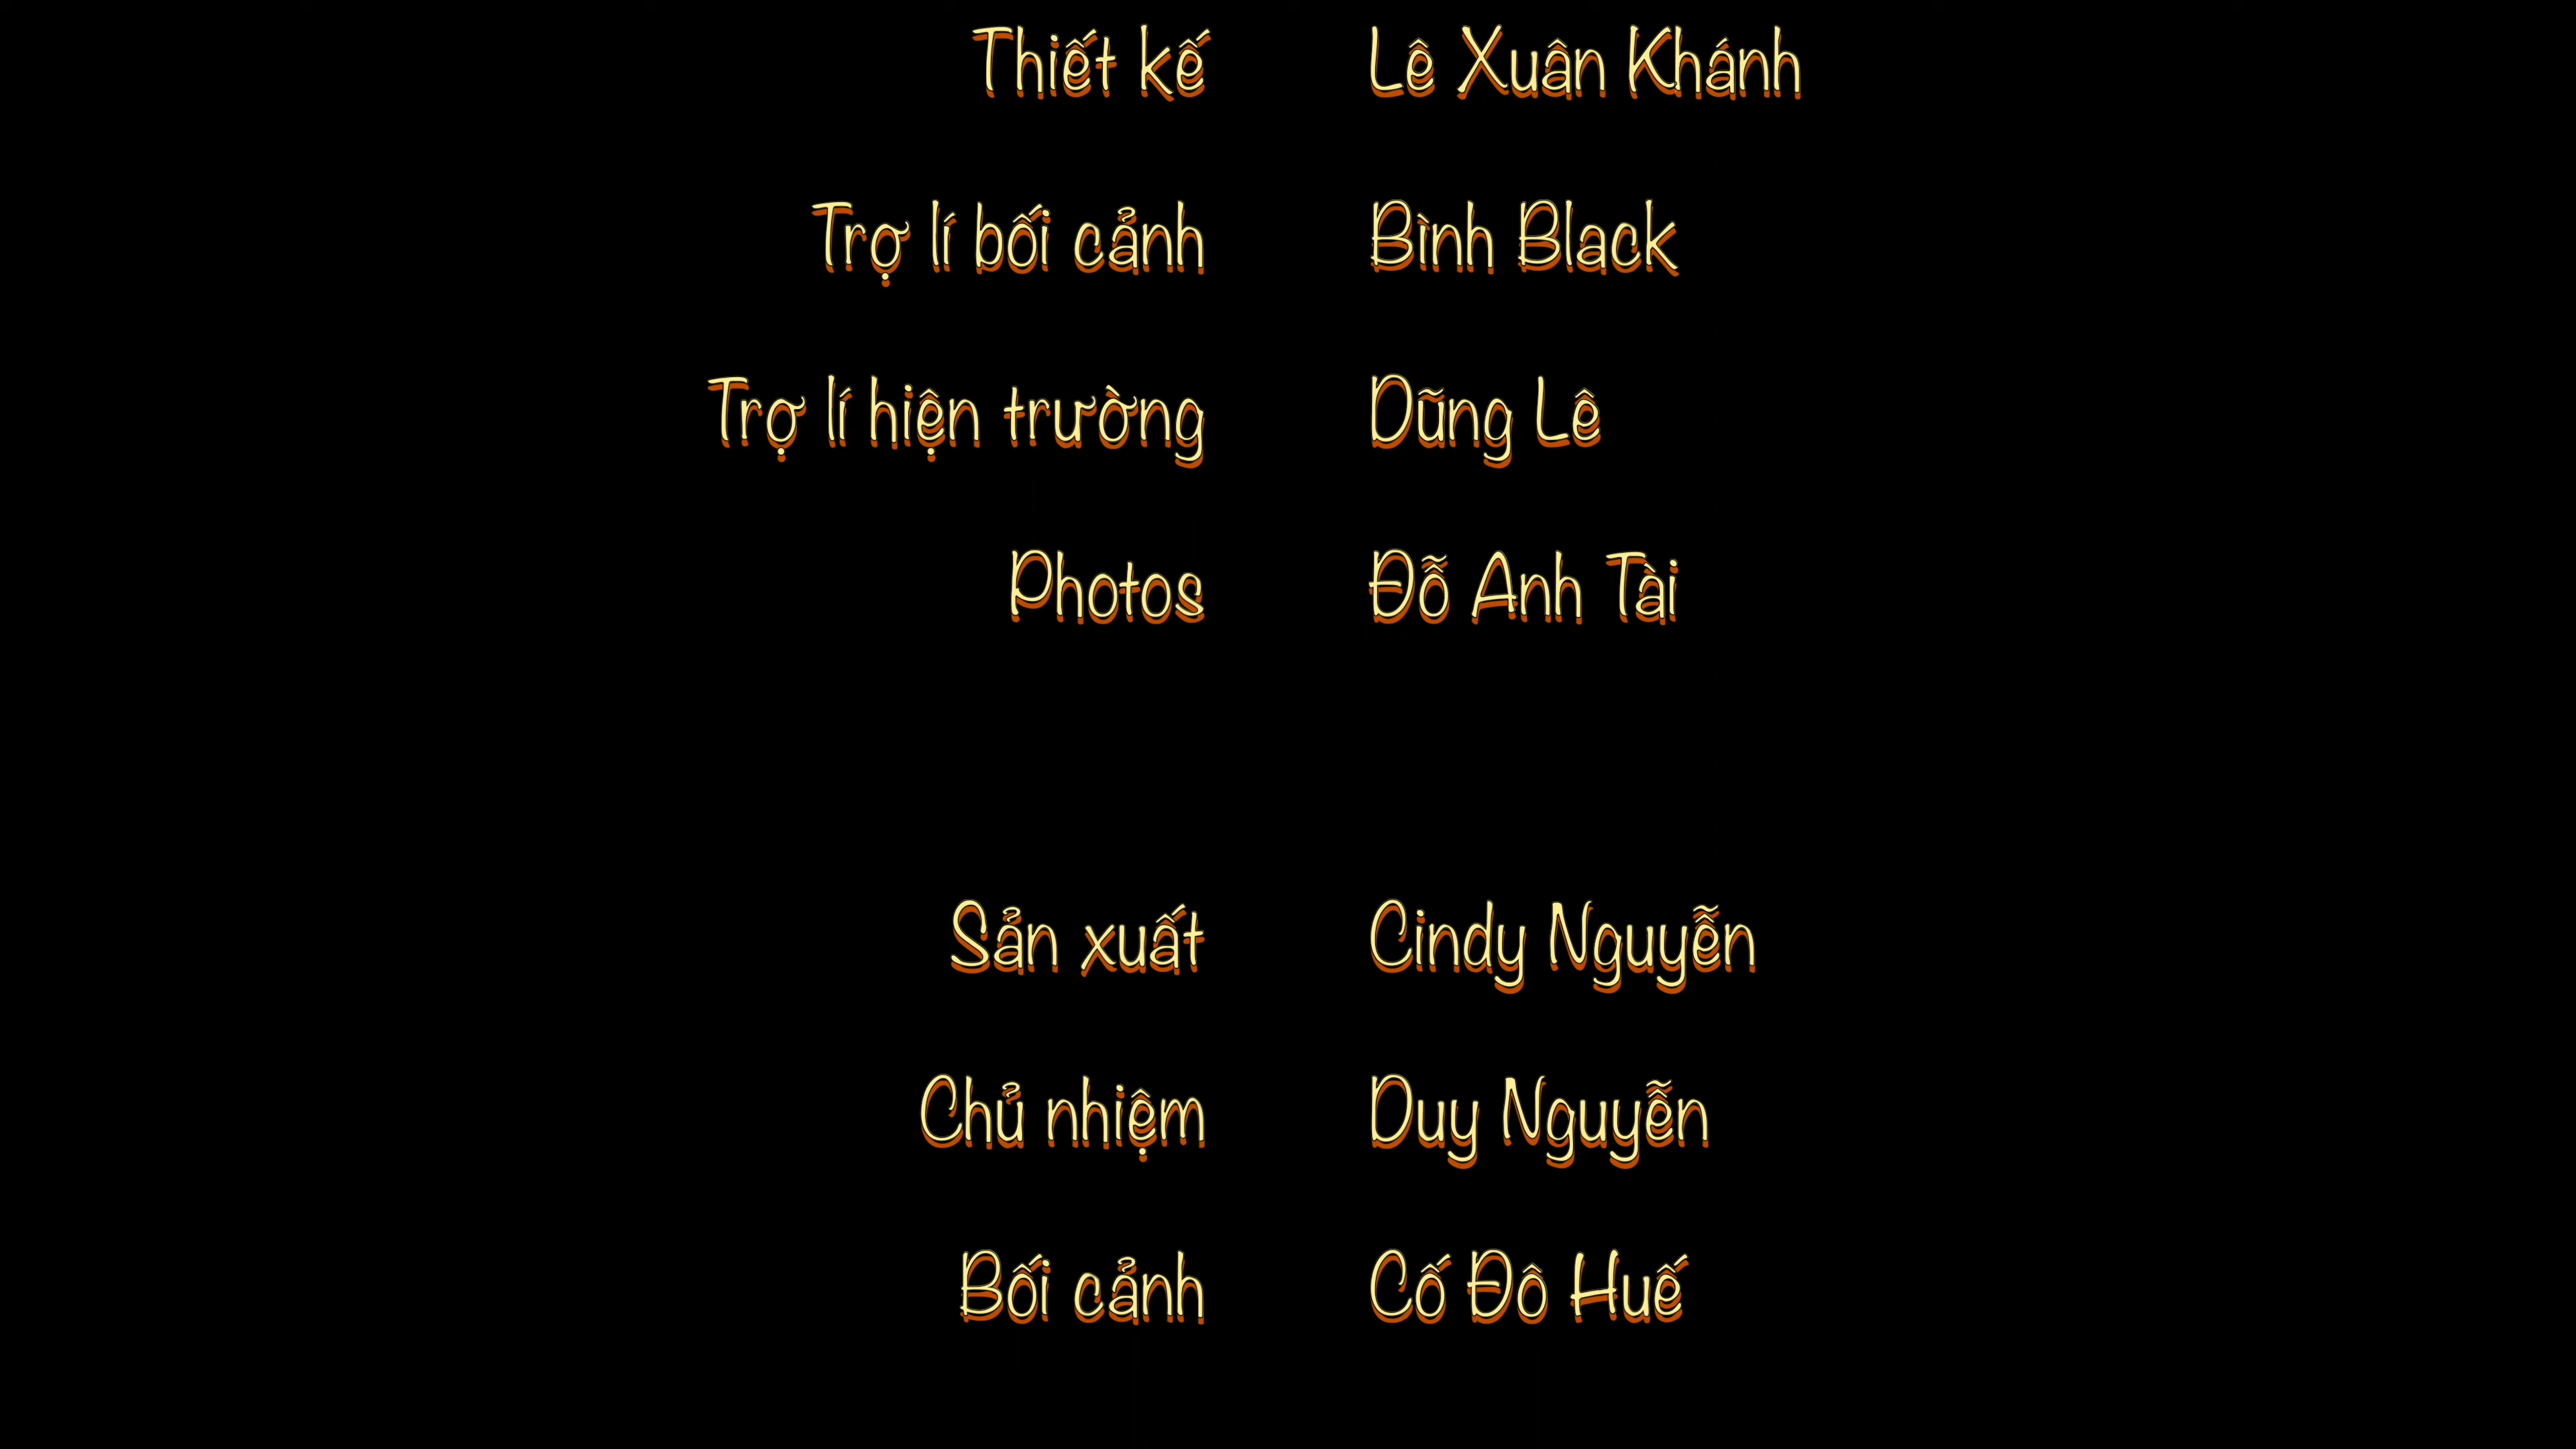 Thiết kế Lê Xuân Khánh
Trợ lí bối cảnh Bình Black
Trợ lí hiện trường Dũng Lê
Photos Đỗ Anh Tài
Sản xuất Cindy Nguyễn
Chủ nhiệm Duy Nguyễn
Bối cảnh Cố Đô Huế